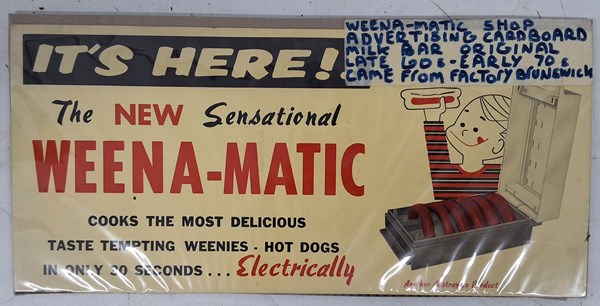 WEENA-MATIC SHOP
ADVERTISING CARDBOARD
MILK BAR ORIGINAL
LATE 60s-EARLY 70s
CAME FROM FACTORY BRUNSWICK
IT'S HERE!
The NEW Sensational
WEENA-MATIC
COOKS THE MOST DELICIOUS
TASTE TEMPTING WEENIES - HOT DOGS
IN ONLY 20 SECONDS... Electrically
Another Product